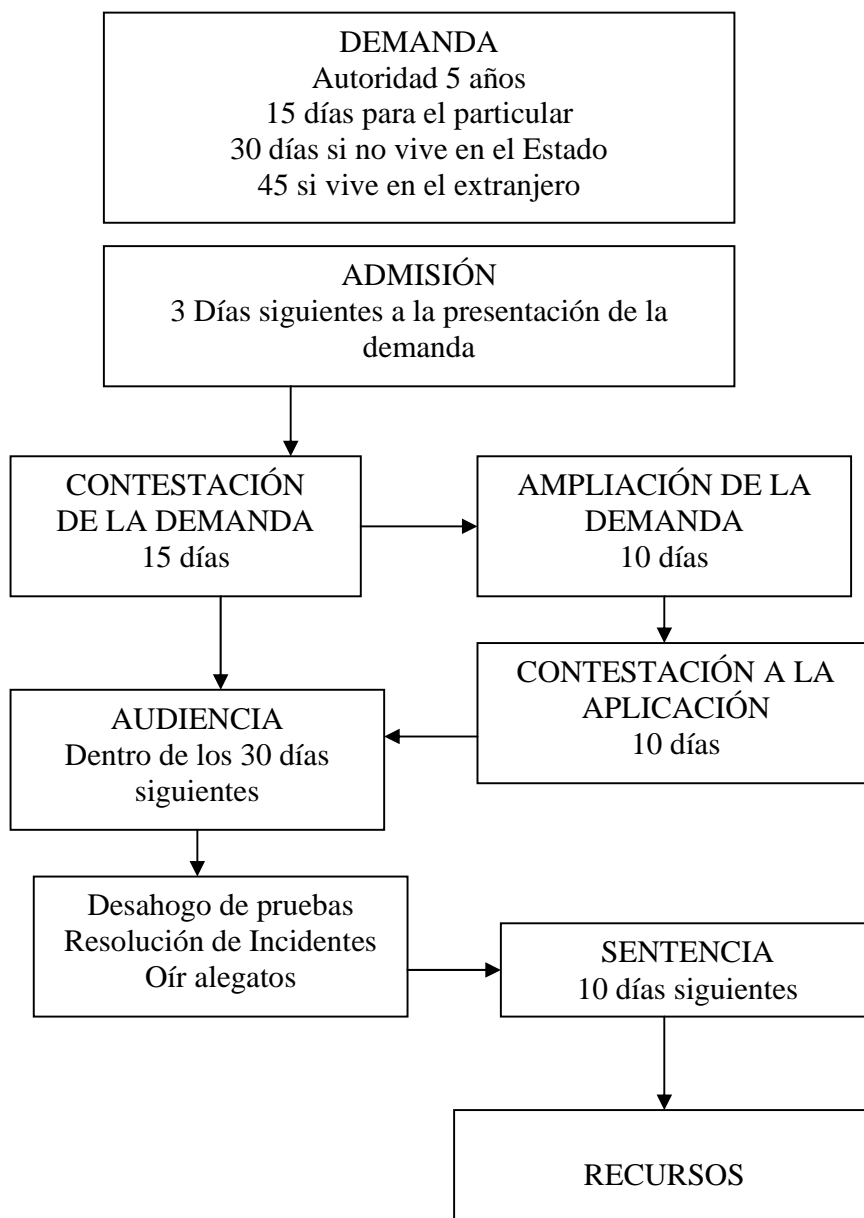 DEMANDA
Autoridad 5 años
15 días para el particular
30 días si no vive en el Estado
45 si vive en el extranjero
ADMISIÓN
3 Días siguientes a la presentación de la
demanda
CONTESTACIÓN
DE LA DEMANDA
15 días
AMPLIACIÓN DE LA
DEMANDA
10 días
CONTESTACIÓN A LA
APLICACIÓN
10 días
AUDIENCIA
Dentro de los 30 días
siguientes
Desahogo de pruebas
Resolución de Incidentes
Oír alegatos
SENTENCIA
10 días siguientes
RECURSOS